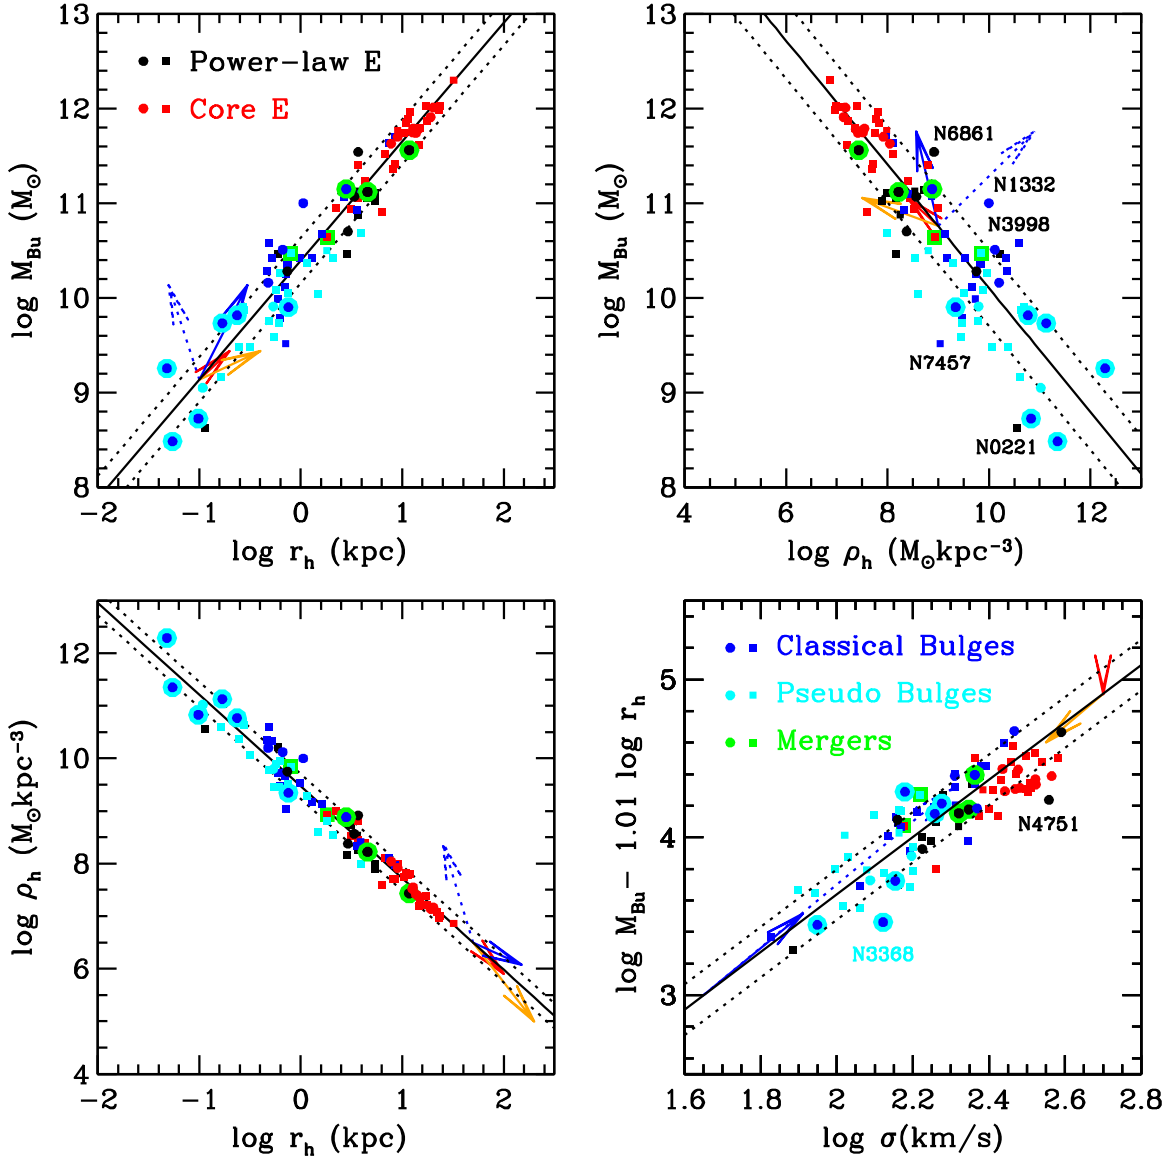 13
12
11
10
9
8
log M_Bu (M_⊙)
Power-law E
Core E
−2
−1
0
1
2
log r_h (kpc)
13
12
11
10
9
8
log M_Bu (M_⊙)
N6861
N1332
N3998
N7457
N0221
4
6
8
10
12
log ρ_h (M_⊙kpc⁻³)
12
10
8
6
4
log ρ_h (M_⊙kpc⁻³)
−2
−1
0
1
2
log r_h (kpc)
5
4
3
log M_Bu− 1.01 log r_h
Classical Bulges
Pseudo Bulges
Mergers
N4751
N3368
1.6
1.8
2
2.2
2.4
2.6
2.8
log σ(km/s)